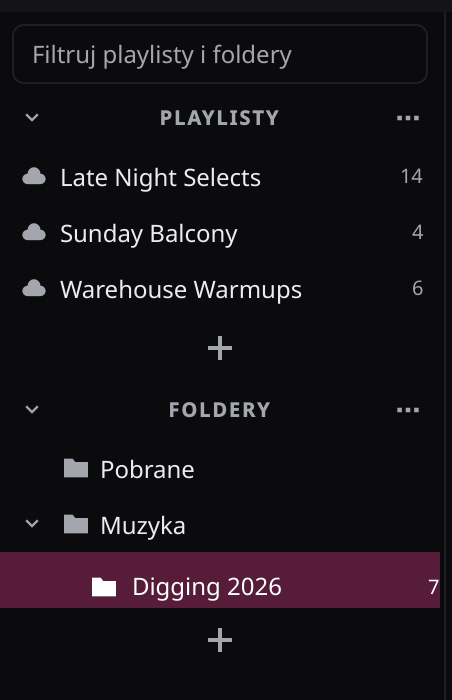 Filtruj playlisty i foldery
PLAYLISTY
Late Night Selects 14
Sunday Balcony 4
Warehouse Warmups 6
FOLDERY
Pobrane
Muzyka
Digging 2026 7